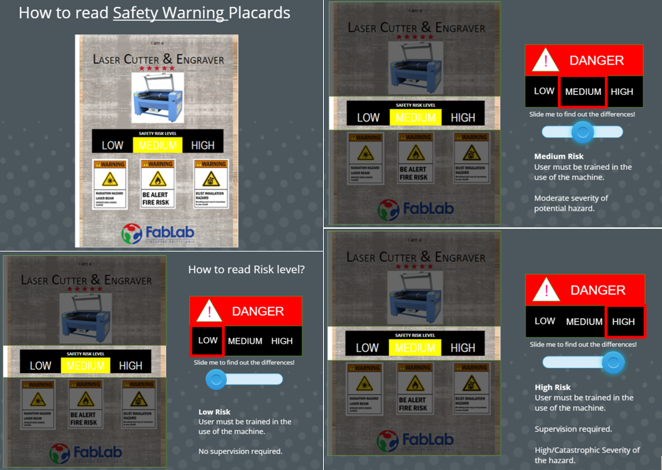 How to read Safety Warning Placards
I am a
LASER CUTTER & ENGRAVER
SAFETY RISK LEVEL
LOW MEDIUM HIGH
WARNING
RADIATION HAZARD
LASER BEAM
WARNING
BE ALERT
FIRE RISK
WARNING
DUST INHALATION
HAZARD
FabLab
LASER CUTTER & ENGRAVER
SAFETY RISK LEVEL
LOW MEDIUM HIGH
WARNING
WARNING
BE ALERT
FIRE RISK
WARNING
DANGER
LOW MEDIUM HIGH
Slide me to find out the differences!
Medium Risk
User must be trained in the
use of the machine.
Moderate severity of
potential hazard.
LASER CUTTER & ENGRAVER
SAFETY RISK LEVEL
LOW MEDIUM HIGH
WARNING
WARNING
BE ALERT
FIRE RISK
WARNING
FabLab
How to read Risk level?
DANGER
LOW MEDIUM HIGH
Slide me to find out the differences!
Low Risk
User must be trained in the
use of the machine.
No supervision required.
LASER CUTTER & ENGRAVER
SAFETY RISK LEVEL
LOW MEDIUM HIGH
WARNING
WARNING
BE ALERT
FIRE RISK
WARNING
FabLab
DANGER
LOW MEDIUM HIGH
Slide me to find out the differences!
High Risk
User must be trained in the
use of the machine.
Supervision required.
High/Catastrophic Severity of
the hazard.